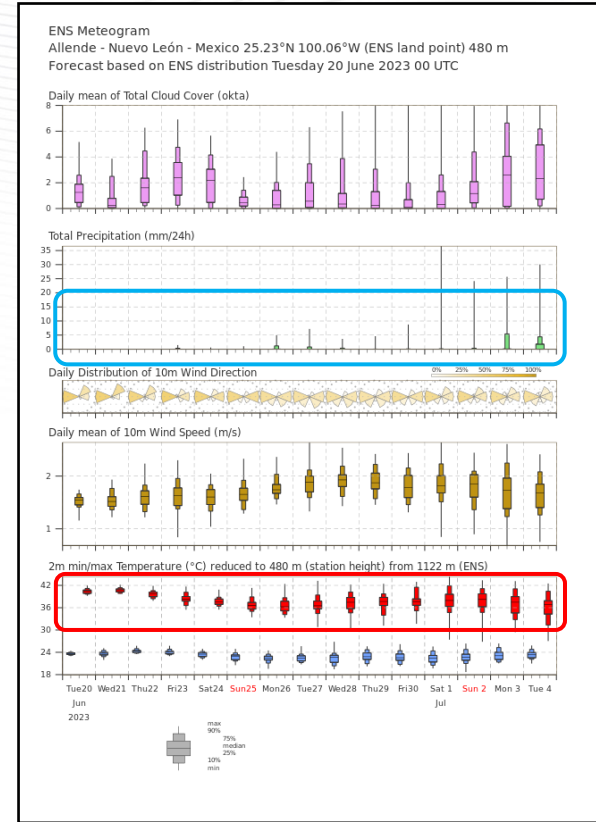 ENS Meteogram
Allende - Nuevo León - Mexico 25.23°N 100.06°W (ENS land point) 480 m
Forecast based on ENS distribution Tuesday 20 June 2023 00 UTC
Daily mean of Total Cloud Cover (okta)
8
6
4
2
0
Total Precipitation (mm/24h)
35
30
25
20
15
10
5
0
Daily Distribution of 10m Wind Direction
0% 25% 50% 75% 100%
Daily mean of 10m Wind Speed (m/s)
2
1
2m min/max Temperature (°C) reduced to 480 m (station height) from 1122 m (ENS)
42
36
30
24
18
Tue20 Wed21 Thu22 Fri23 Sat24 Sun25 Mon26 Tue27 Wed28 Thu29 Fri30 Sat 1 Sun 2 Mon 3 Tue 4
Jun Jul
2023
max
90%
75%
median
25%
10%
min